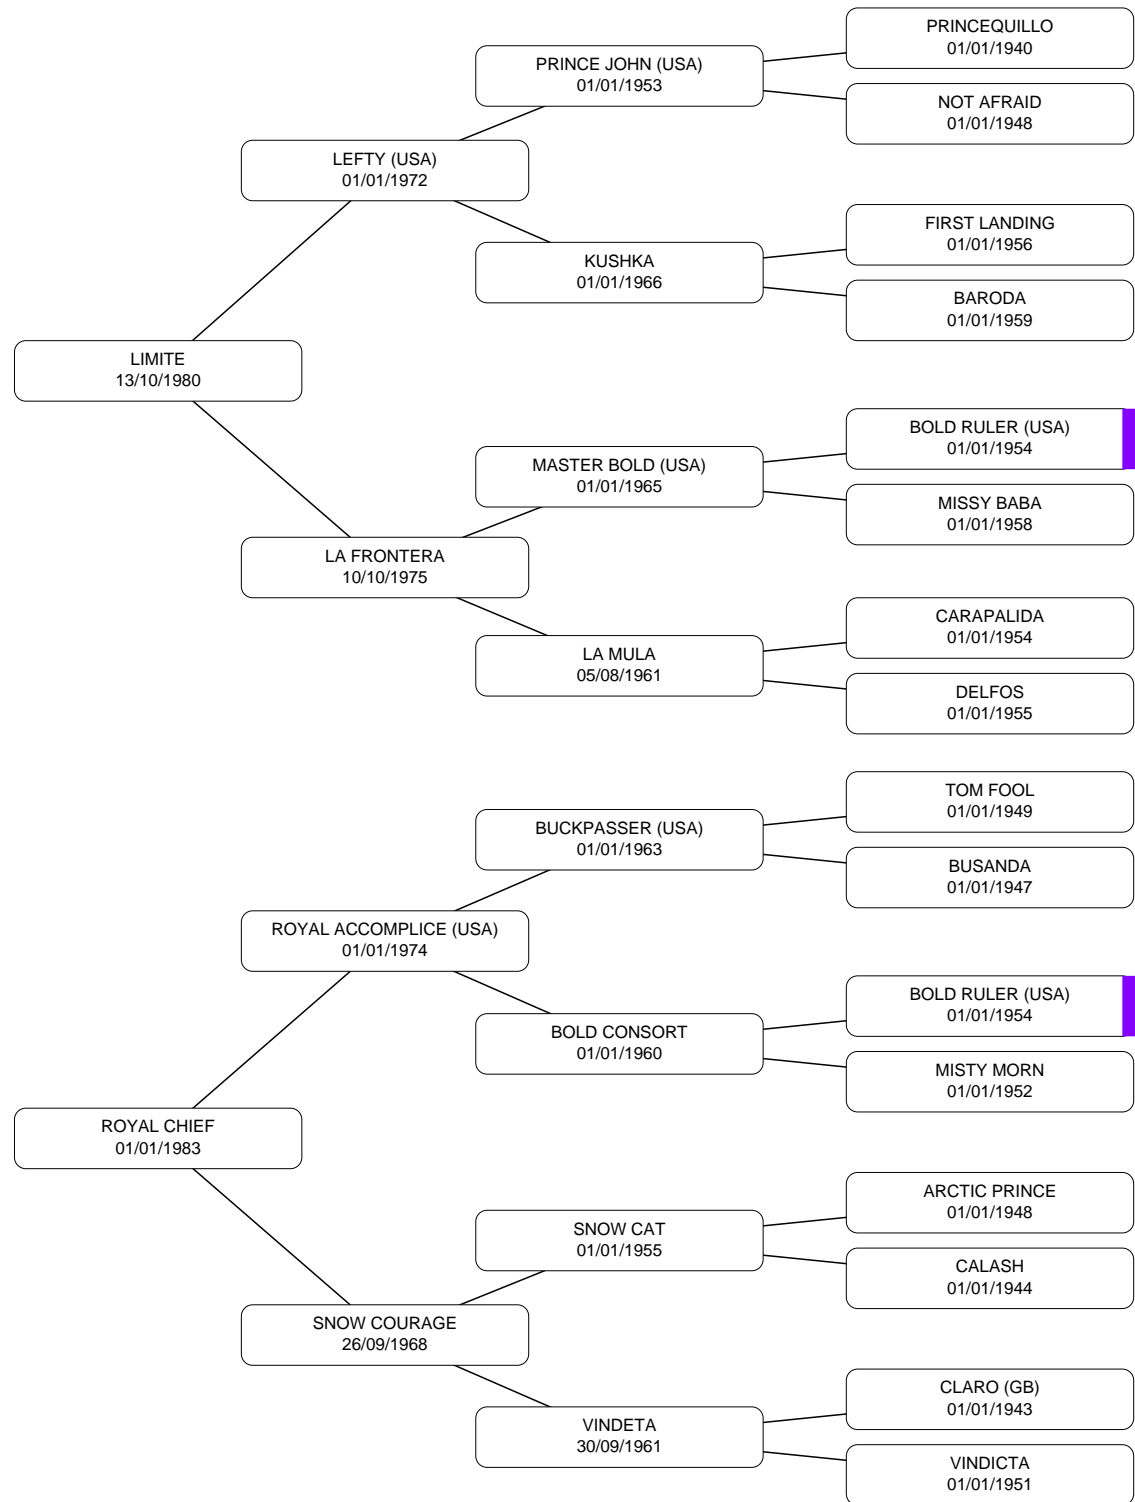 PRINCEQUILLO
01/01/1940
PRINCE JOHN (USA)
01/01/1953
NOT AFRAID
01/01/1948
LEFTY (USA)
01/01/1972
FIRST LANDING
01/01/1956
KUSHKA
01/01/1966
BARODA
01/01/1959
LIMITE
13/10/1980
BOLD RULER (USA)
01/01/1954
MASTER BOLD (USA)
01/01/1965
MISSY BABA
01/01/1958
LA FRONTERA
10/10/1975
CARAPALIDA
01/01/1954
LA MULA
05/08/1961
DELFOS
01/01/1955
TOM FOOL
01/01/1949
BUCKPASSER (USA)
01/01/1963
BUSANDA
01/01/1947
ROYAL ACCOMPLICE (USA)
01/01/1974
BOLD RULER (USA)
01/01/1954
BOLD CONSORT
01/01/1960
MISTY MORN
01/01/1952
ROYAL CHIEF
01/01/1983
ARCTIC PRINCE
01/01/1948
SNOW CAT
01/01/1955
CALASH
01/01/1944
SNOW COURAGE
26/09/1968
CLARO (GB)
01/01/1943
VINDETA
30/09/1961
VINDICTA
01/01/1951